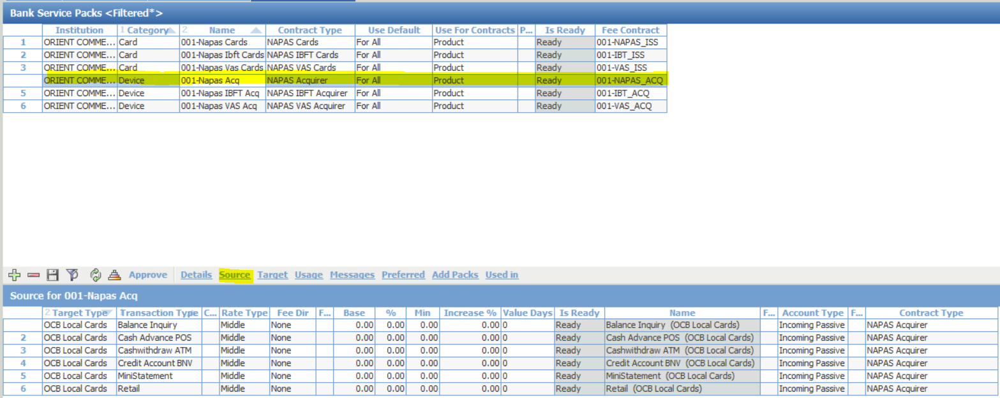 Bank Service Packs <Filtered*>
Institution 1 Category 2 Name Contract Type Use Default Use For Contracts P... Is Ready Fee Contract
1 ORIENT COMME... Card 001-Napas Cards NAPAS Cards For All Product Ready 001-NAPAS_ISS
2 ORIENT COMME... Card 001-Napas Ibft Cards NAPAS IBFT Cards For All Product Ready 001-IBT_ISS
3 ORIENT COMME... Card 001-Napas Vas Cards NAPAS VAS Cards For All Product Ready 001-VAS_ISS
ORIENT COMME... Device 001-Napas Acq NAPAS Acquirer For All Product Ready 001-NAPAS_ACQ
5 ORIENT COMME... Device 001-Napas IBFT Acq NAPAS IBFT Acquirer For All Product Ready 001-IBT_ACQ
6 ORIENT COMME... Device 001-Napas VAS Acq NAPAS VAS Acquirer For All Product Ready 001-VAS_ACQ
Approve Details Source Target Usage Messages Preferred Add Packs Used in
Source for 001-Napas Acq
2 Target Type Transaction Type C... Rate Type Fee Dir F... Base % Min Increase % Value Days Is Ready Name F... Account Type F... Contract Type
OCB Local Cards Balance Inquiry Middle None 0.00 0.00 0.00 0.00 0 Ready Balance Inquiry (OCB Local Cards) Incoming Passive NAPAS Acquirer
2 OCB Local Cards Cash Advance POS Middle None 0.00 0.00 0.00 0.00 0 Ready Cash Advance POS (OCB Local Cards) Incoming Passive NAPAS Acquirer
3 OCB Local Cards Cashwithdraw ATM Middle None 0.00 0.00 0.00 0.00 0 Ready Cashwithdraw ATM (OCB Local Cards) Incoming Passive NAPAS Acquirer
4 OCB Local Cards Credit Account BNV Middle None 0.00 0.00 0.00 0.00 0 Ready Credit Account BNV (OCB Local Cards) Incoming Passive NAPAS Acquirer
5 OCB Local Cards MiniStatement Middle None 0.00 0.00 0.00 0.00 0 Ready MiniStatement (OCB Local Cards) Incoming Passive NAPAS Acquirer
6 OCB Local Cards Retail Middle None 0.00 0.00 0.00 0.00 0 Ready Retail (OCB Local Cards) Incoming Passive NAPAS Acquirer